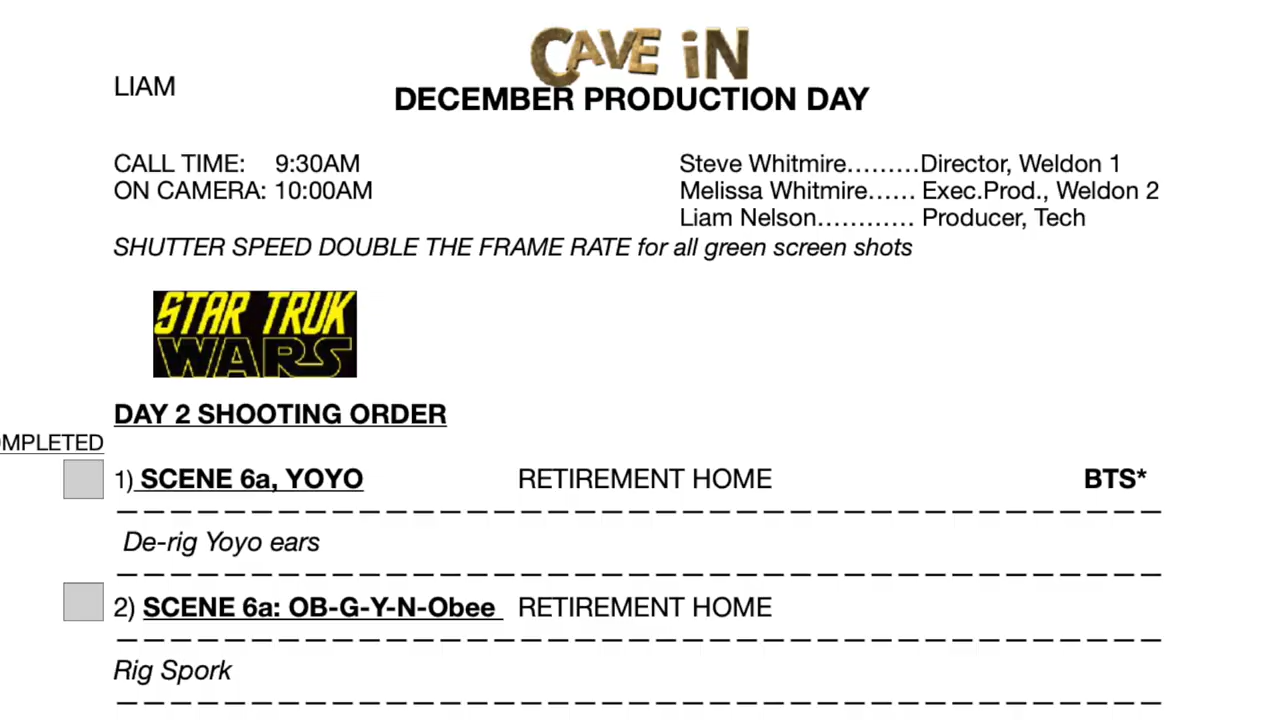 CAVE iN
LIAM
DECEMBER PRODUCTION DAY
CALL TIME: 9:30AM
ON CAMERA: 10:00AM
Steve Whitmire………Director, Weldon 1
Melissa Whitmire…… Exec.Prod., Weldon 2
Liam Nelson………… Producer, Tech
SHUTTER SPEED DOUBLE THE FRAME RATE for all green screen shots
STAR TRUK
WARS
DAY 2 SHOOTING ORDER
OMPLETED
1) SCENE 6a, YOYO RETIREMENT HOME BTS*
De-rig Yoyo ears
2) SCENE 6a: OB-G-Y-N-Obee RETIREMENT HOME
Rig Spork